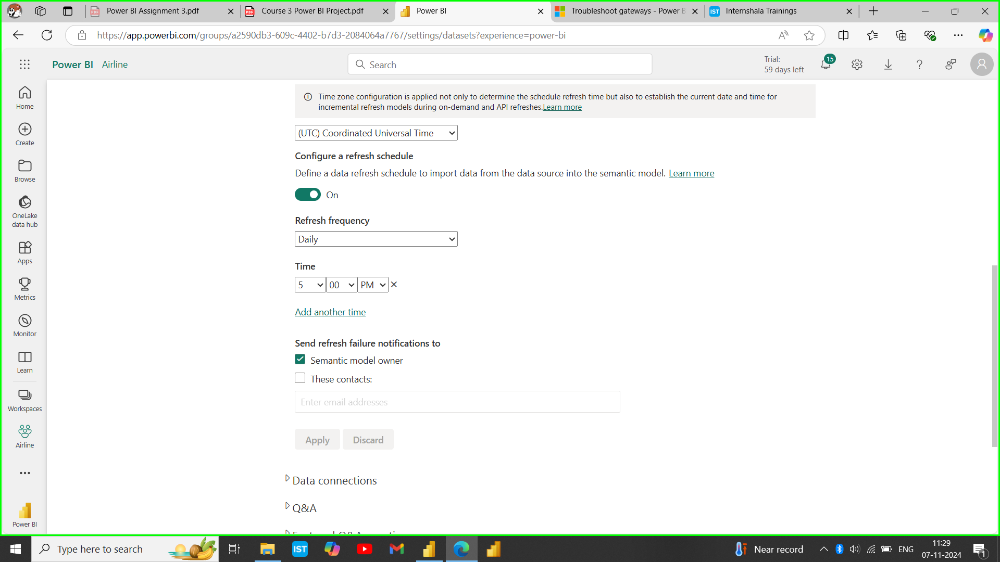 Power BI Assignment 3.pdf
Course 3 Power BI Project.pdf
Power BI
Troubleshoot gateways - Power B
Internshala Trainings
https://app.powerbi.com/groups/a2590db3-609c-4402-b7d3-2084064a7767/settings/datasets?experience=power-bi
Power BI Airline
Search
Trial:
59 days left
15
Home
Create
Browse
OneLake
data hub
Apps
Metrics
Monitor
Learn
Workspaces
Airline
Power BI
Time zone configuration is applied not only to determine the schedule refresh time but also to establish the current date and time for
incremental refresh models during on-demand and API refreshes.Learn more
(UTC) Coordinated Universal Time
Configure a refresh schedule
Define a data refresh schedule to import data from the data source into the semantic model. Learn more
On
Refresh frequency
Daily
Time
5 00 PM
Add another time
Send refresh failure notifications to
Semantic model owner
These contacts:
Enter email addresses
Apply Discard
Data connections
Q&A
Type here to search
IST
Near record
ENG
11:29
07-11-2024
1